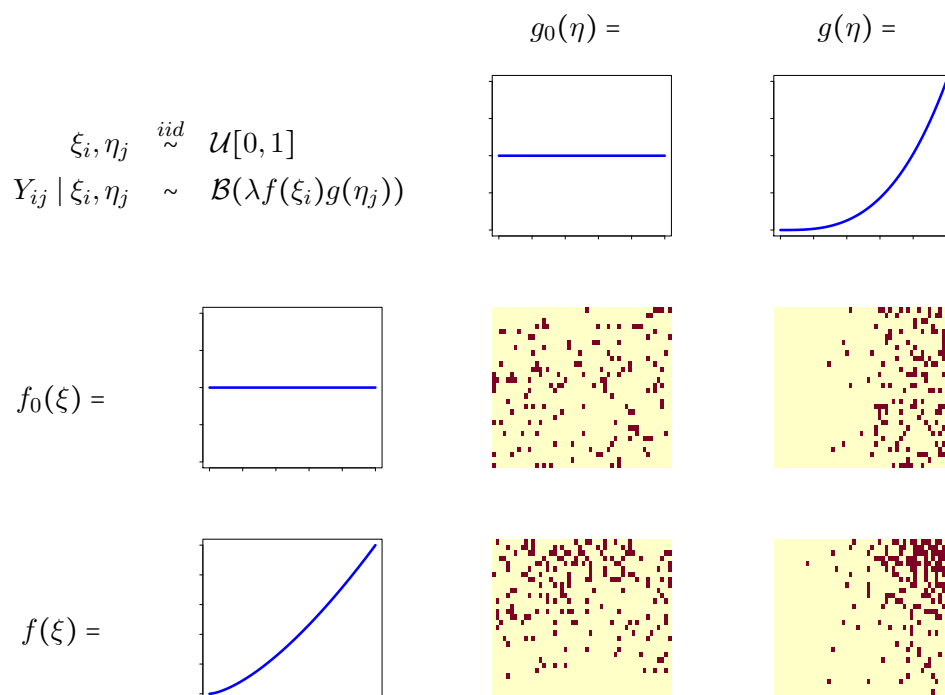 g₀(η) = g(η) =
ξᵢ, ηⱼ iid ~ 𝒰[0, 1]
Yᵢⱼ | ξᵢ, ηⱼ ~ ℬ(λf(ξᵢ)g(ηⱼ))
f₀(ξ) =
f(ξ) =